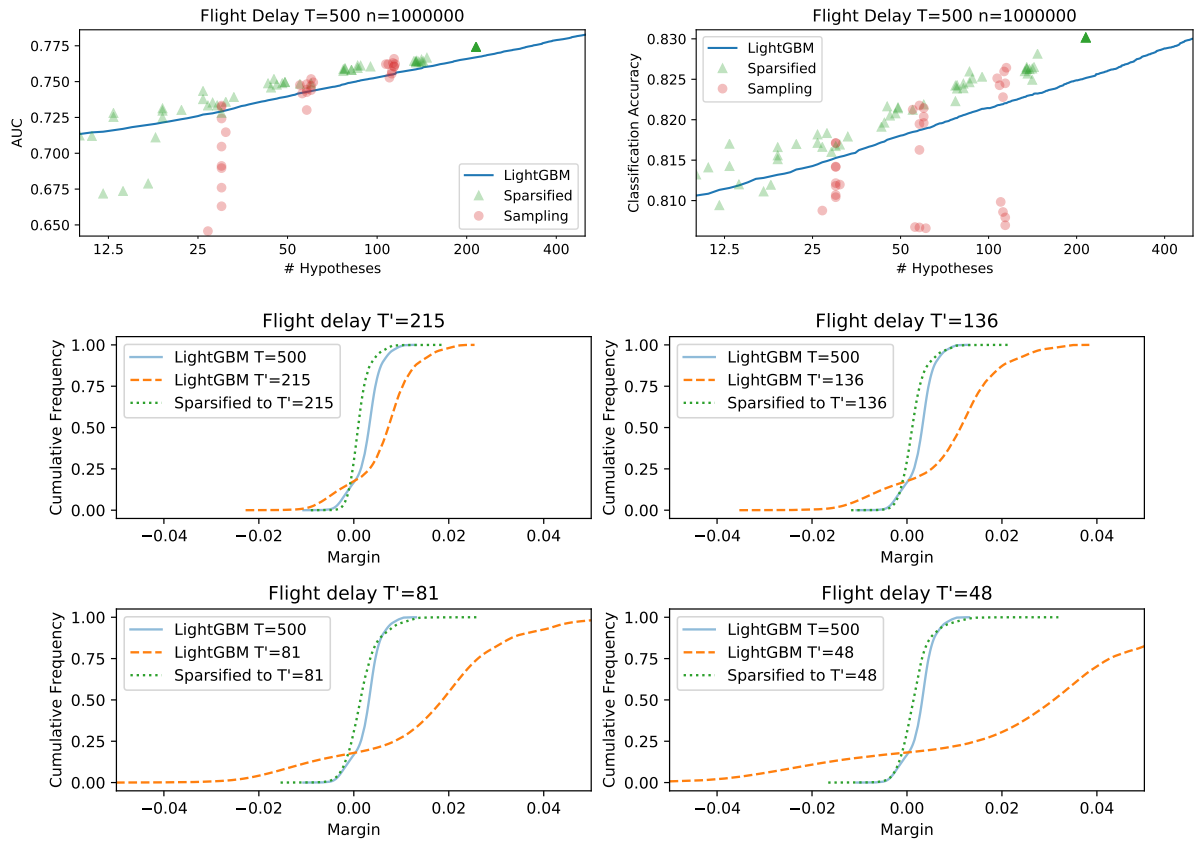 Flight Delay T=500 n=1000000
0.775
0.750
0.725
0.700
0.675
0.650
AUC
LightGBM
Sparsified
Sampling
12.5 25 50 100 200 400
# Hypotheses
Flight Delay T=500 n=1000000
0.830
0.825
0.820
0.815
0.810
Classification Accuracy
LightGBM
Sparsified
Sampling
12.5 25 50 100 200 400
# Hypotheses
Flight delay T'=215
1.00
0.75
0.50
0.25
0.00
Cumulative Frequency
LightGBM T=500
LightGBM T'=215
Sparsified to T'=215
−0.04 −0.02 0.00 0.02 0.04
Margin
Flight delay T'=136
1.00
0.75
0.50
0.25
0.00
Cumulative Frequency
LightGBM T=500
LightGBM T'=136
Sparsified to T'=136
−0.04 −0.02 0.00 0.02 0.04
Margin
Flight delay T'=81
1.00
0.75
0.50
0.25
0.00
Cumulative Frequency
LightGBM T=500
LightGBM T'=81
Sparsified to T'=81
−0.04 −0.02 0.00 0.02 0.04
Margin
Flight delay T'=48
1.00
0.75
0.50
0.25
0.00
Cumulative Frequency
LightGBM T=500
LightGBM T'=48
Sparsified to T'=48
−0.04 −0.02 0.00 0.02 0.04
Margin